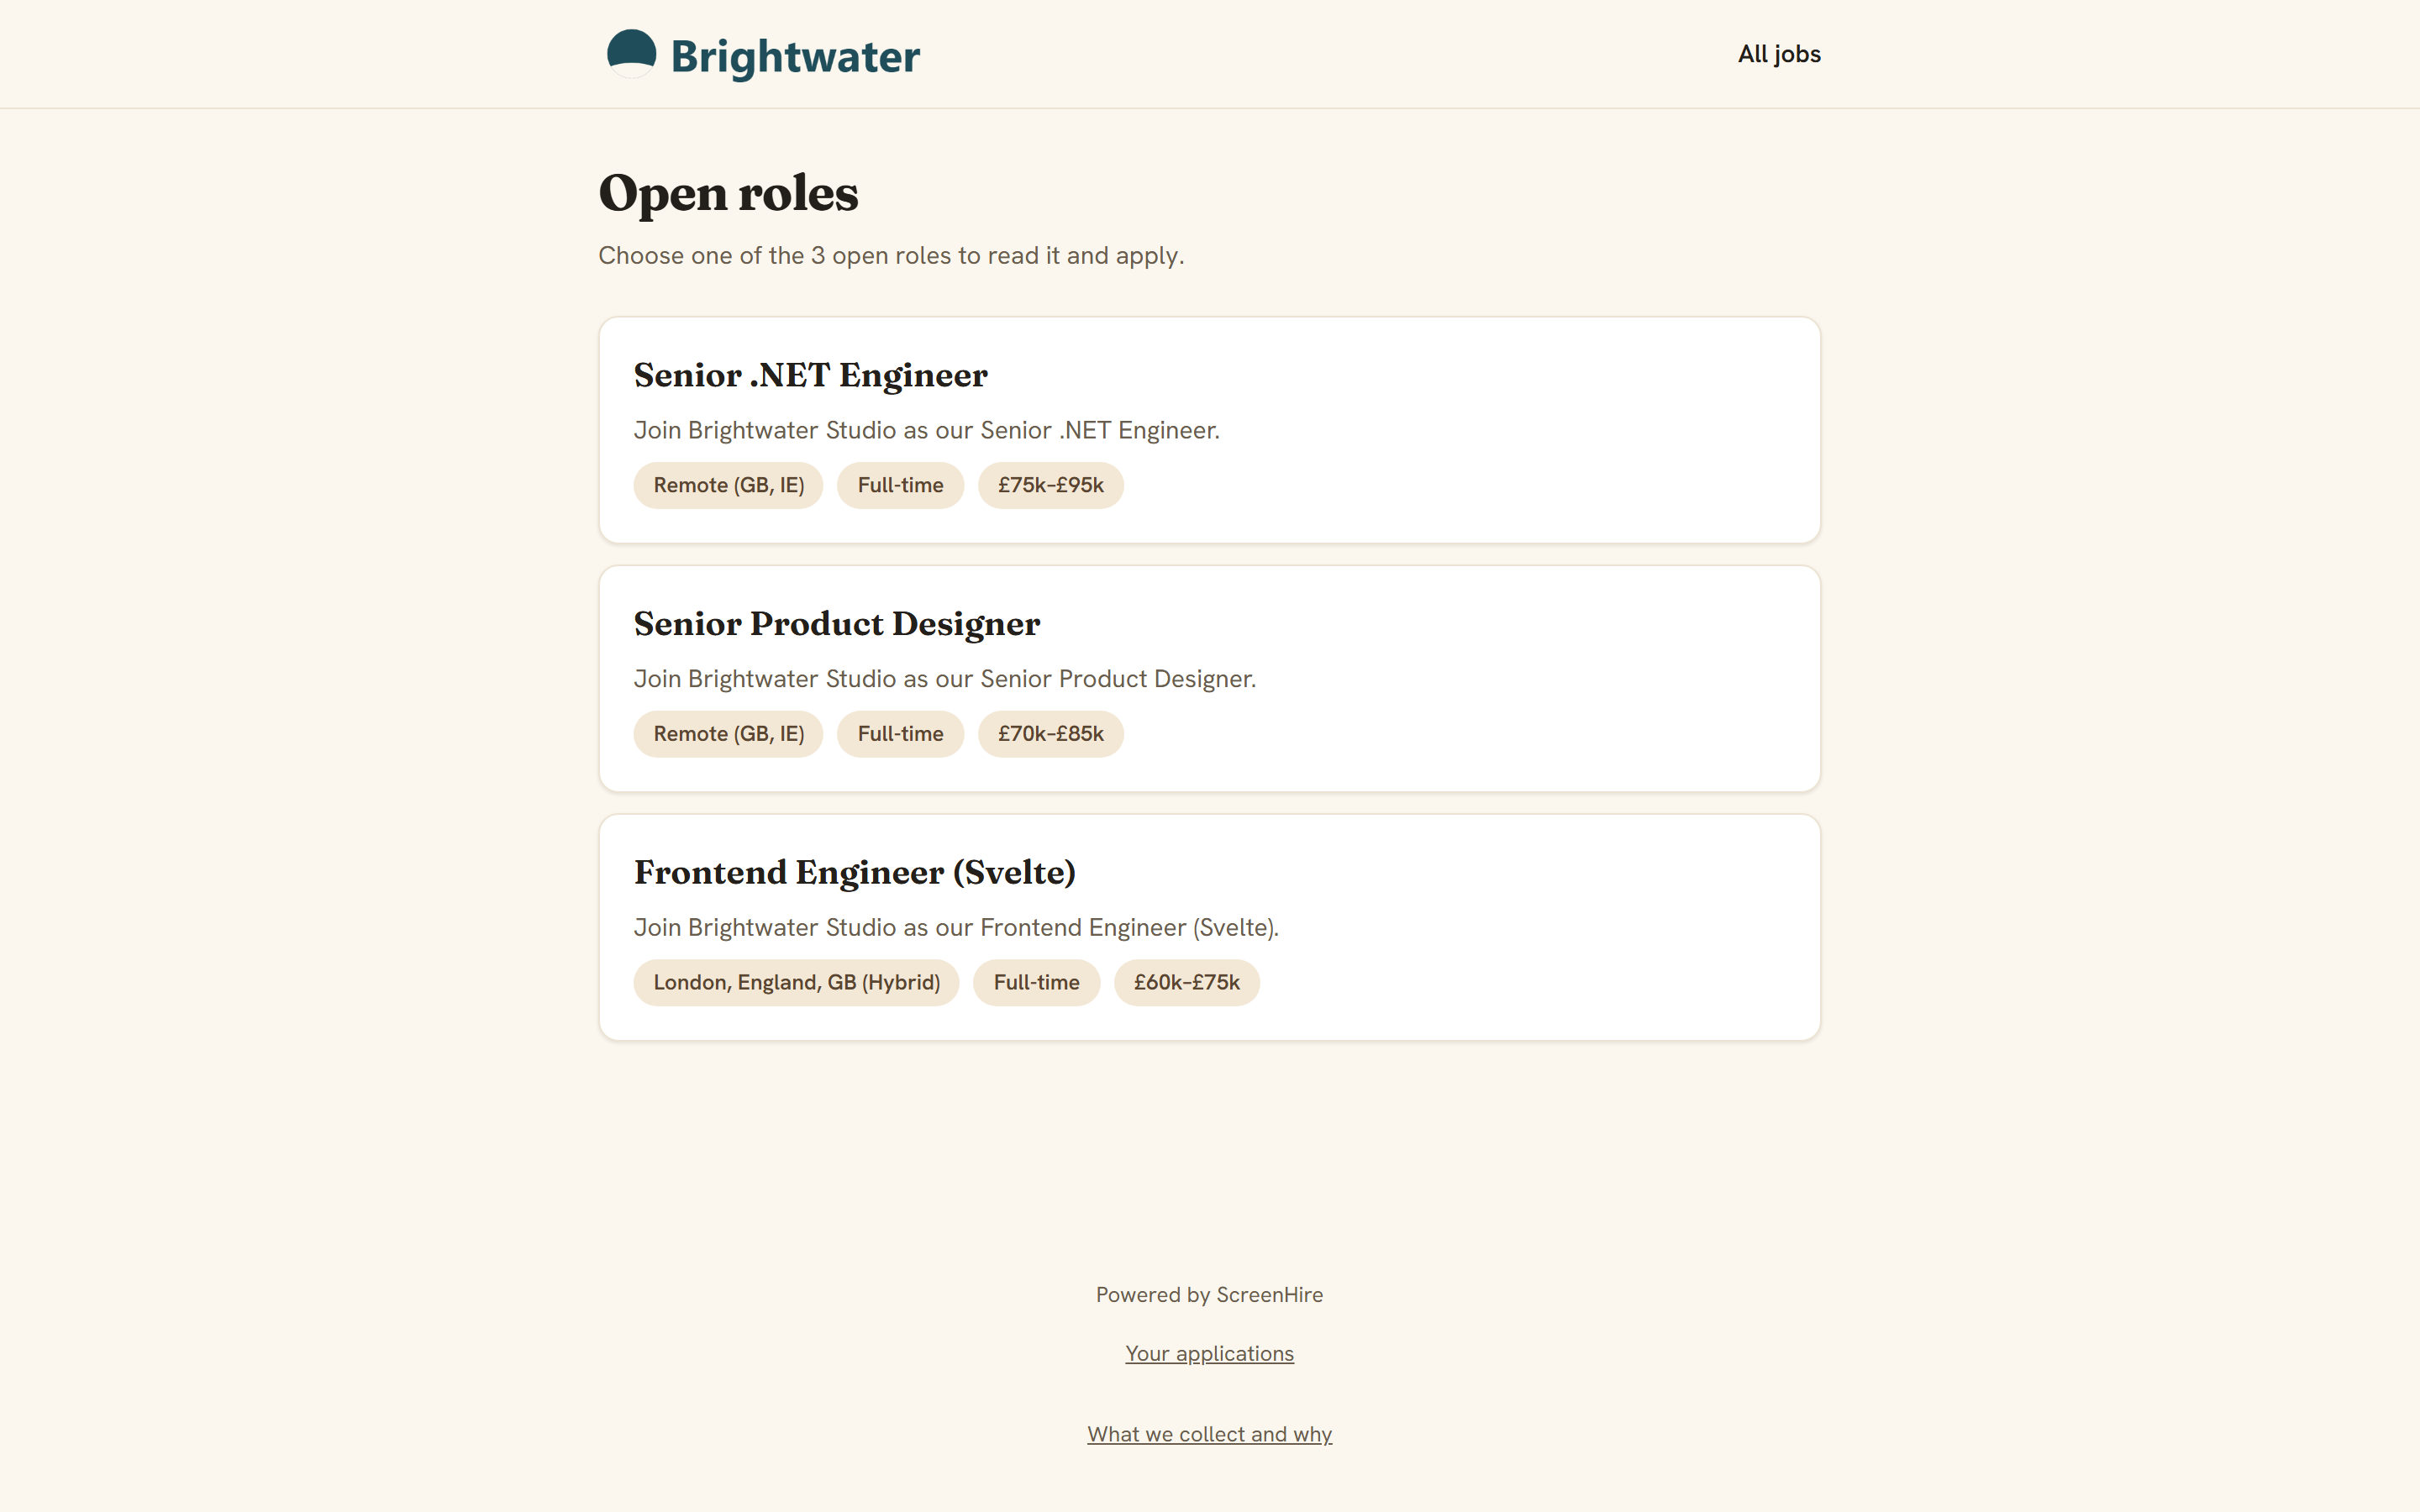 Brightwater
All jobs
Open roles
Choose one of the 3 open roles to read it and apply.
Senior .NET Engineer
Join Brightwater Studio as our Senior .NET Engineer.
Remote (GB, IE)
Full-time
£75k–£95k
Senior Product Designer
Join Brightwater Studio as our Senior Product Designer.
Remote (GB, IE)
Full-time
£70k–£85k
Frontend Engineer (Svelte)
Join Brightwater Studio as our Frontend Engineer (Svelte).
London, England, GB (Hybrid)
Full-time
£60k–£75k
Powered by ScreenHire
Your applications
What we collect and why